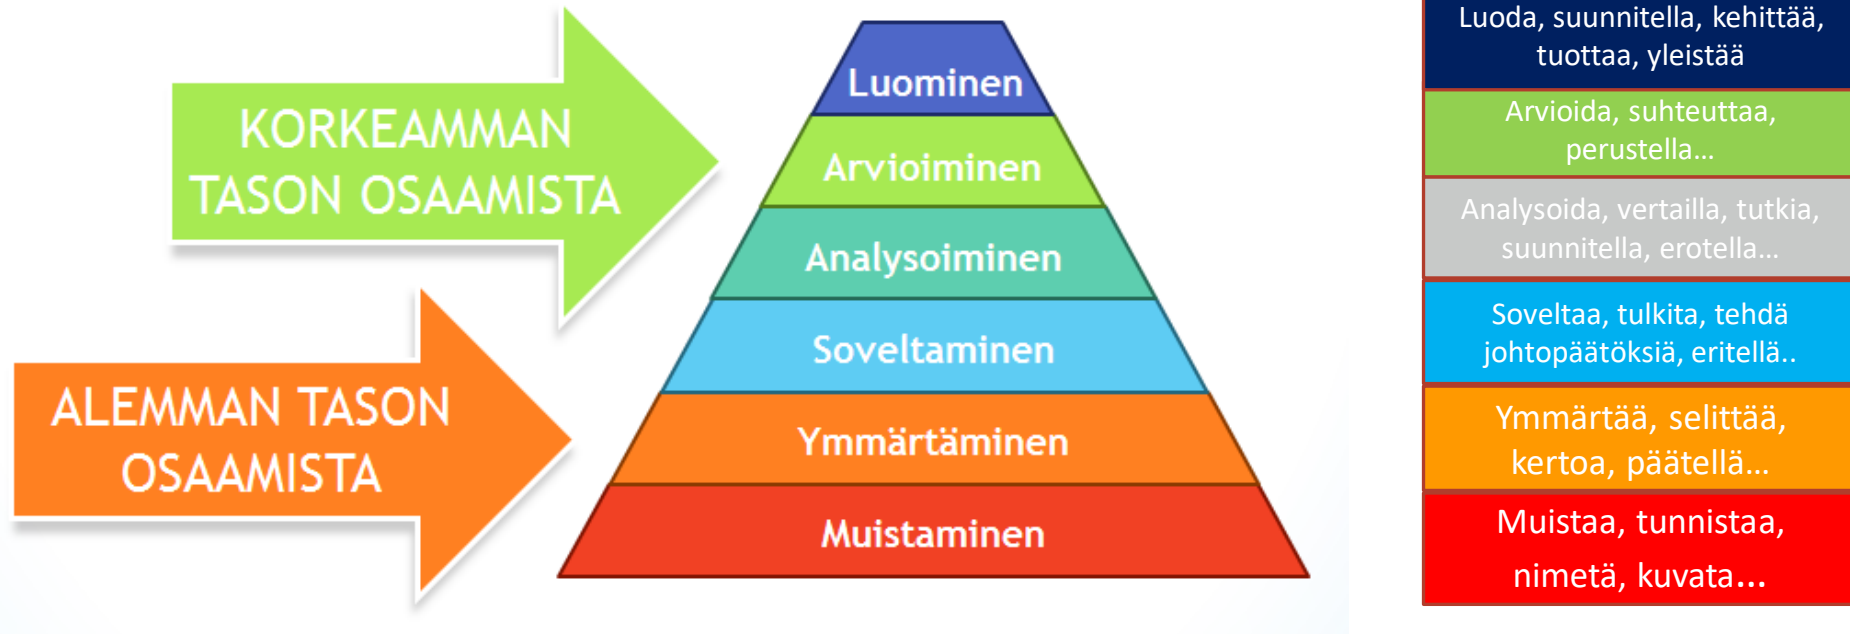 KORKEAMMAN
TASON OSAAMISTA
ALEMMAN TASON
OSAAMISTA
Luominen
Arvioiminen
Analysoiminen
Soveltaminen
Ymmärtäminen
Muistaminen
Luoda, suunnitella, kehittää,
tuottaa, yleistää
Arvioida, suhteuttaa,
perustella...
Analysoida, vertailla, tutkia,
suunnitella, erotella...
Soveltaa, tulkita, tehdä
johtopäätöksiä, eritellä..
Ymmärtää, selittää,
kertoa, päätellä...
Muistaa, tunnistaa,
nimetä, kuvata...